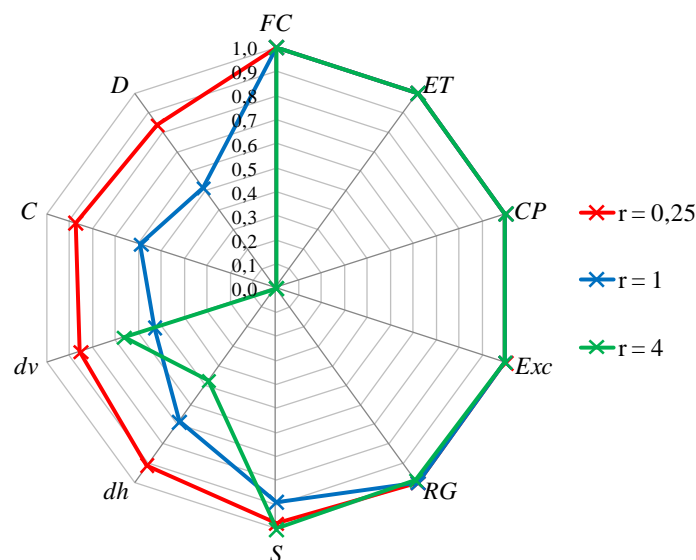 FC
1,0
0,9
0,8
0,7
0,6
0,5
0,4
0,3
0,2
0,1
0,0
ET
CP
Exc
RG
S
dh
dv
C
D
r = 0,25
r = 1
r = 4